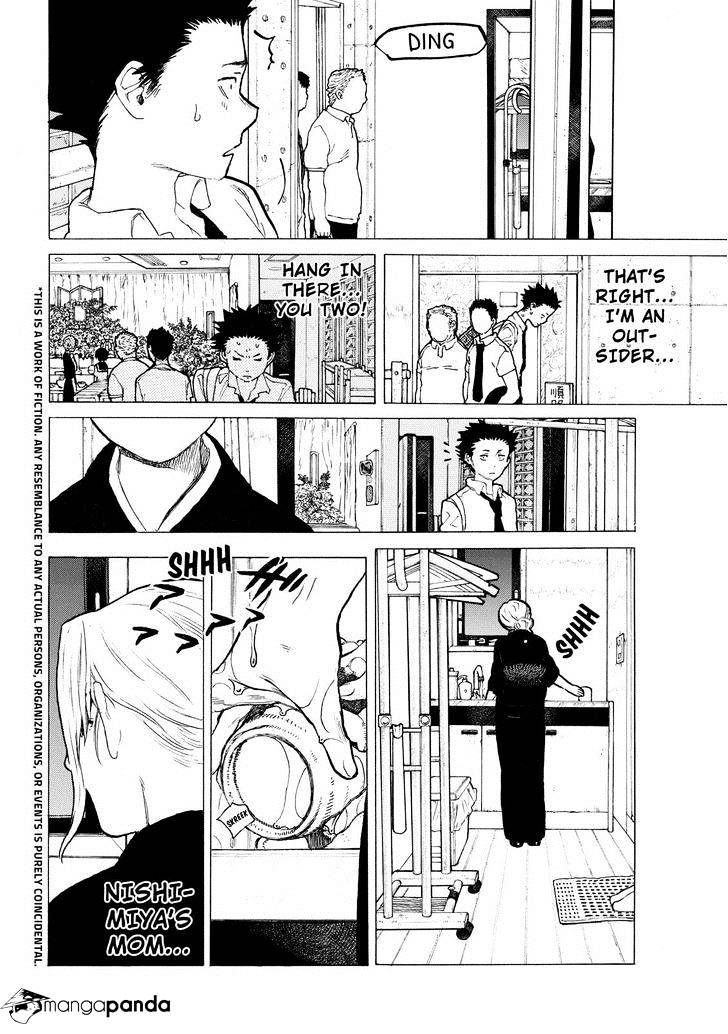 DING
THAT'S
RIGHT...
I'M AN
OUT-
SIDER...
HANG IN
THERE...
YOU TWO!
SHHH
SHHH
SKREEK
NISHI-
MIYA'S
MOM...
*THIS IS A WORK OF FICTION. ANY RESEMBLANCE TO ANY ACTUAL PERSONS, ORGANIZATIONS, OR EVENTS IS PURELY COINCIDENTAL.
mangapanda